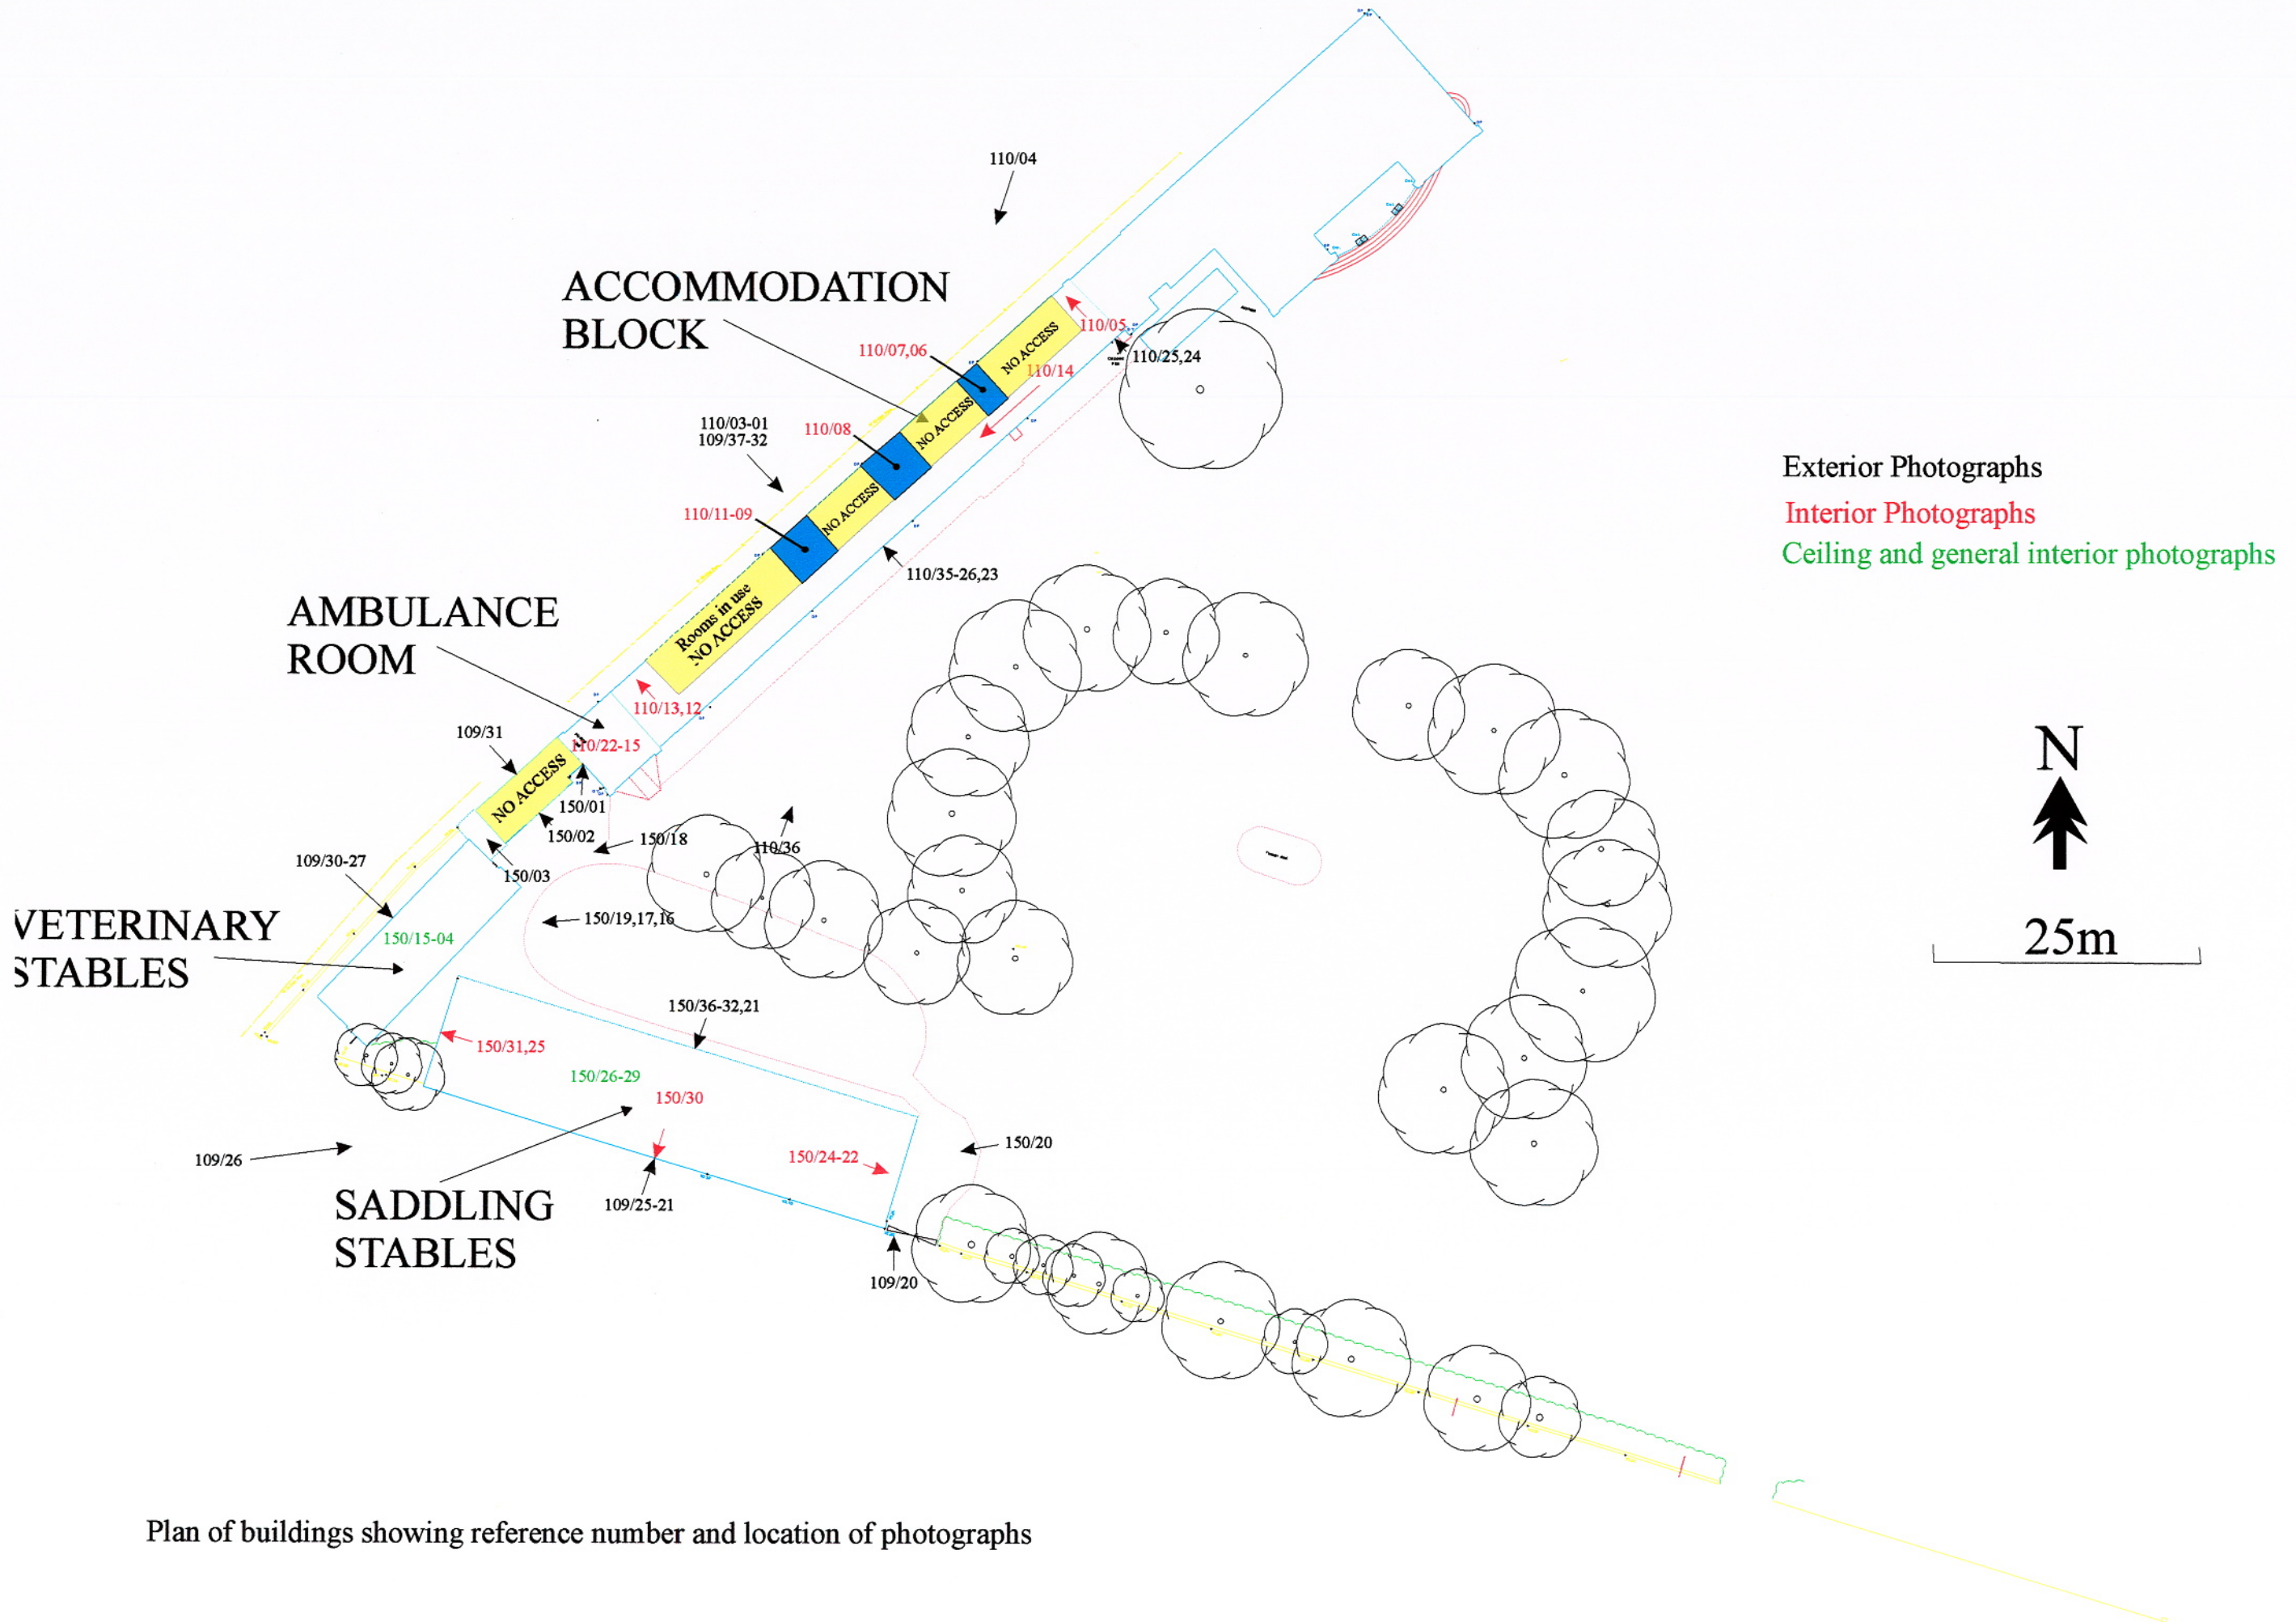 110/04
ACCOMMODATION
BLOCK
110/05
NO ACCESS
110/07,06
110/25,24
110/14
NO ACCESS
110/03-01
109/37-32
110/08
Exterior Photographs
Interior Photographs
Ceiling and general interior photographs
NO ACCESS
110/11-09
110/35-26,23
Rooms in use
NO ACCESS
AMBULANCE
ROOM
110/13,12
109/31
110/22-15
NO ACCESS
150/01
150/02
150/18
110/36
109/30-27
150/03
N
VETERINARY
STABLES
150/19,17,16
150/15-04
25m
150/36-32,21
150/31,25
150/26-29
150/30
150/20
109/26
150/24-22
SADDLING
STABLES
109/25-21
109/20
Plan of buildings showing reference number and location of photographs